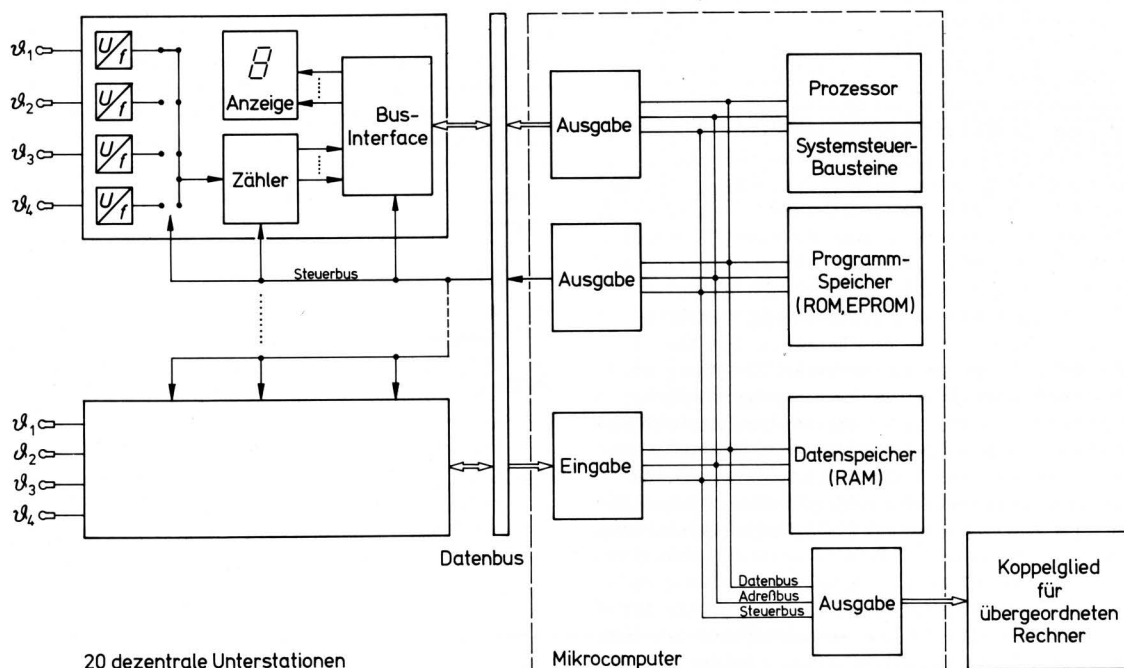 ϑ1
U/f
ϑ2
U/f
ϑ3
U/f
ϑ4
U/f
8
Anzeige
Zähler
Bus-
Interface
Steuerbus
ϑ1
ϑ2
ϑ3
ϑ4
Datenbus
20 dezentrale Unterstationen
Ausgabe
Ausgabe
Eingabe
Prozessor
Systemsteuer-
Bausteine
Programm-
Speicher
(ROM,EPROM)
Datenspeicher
(RAM)
Datenbus
Adreßbus
Steuerbus
Ausgabe
Mikrocomputer
Koppelglied
für
übergeordneten
Rechner